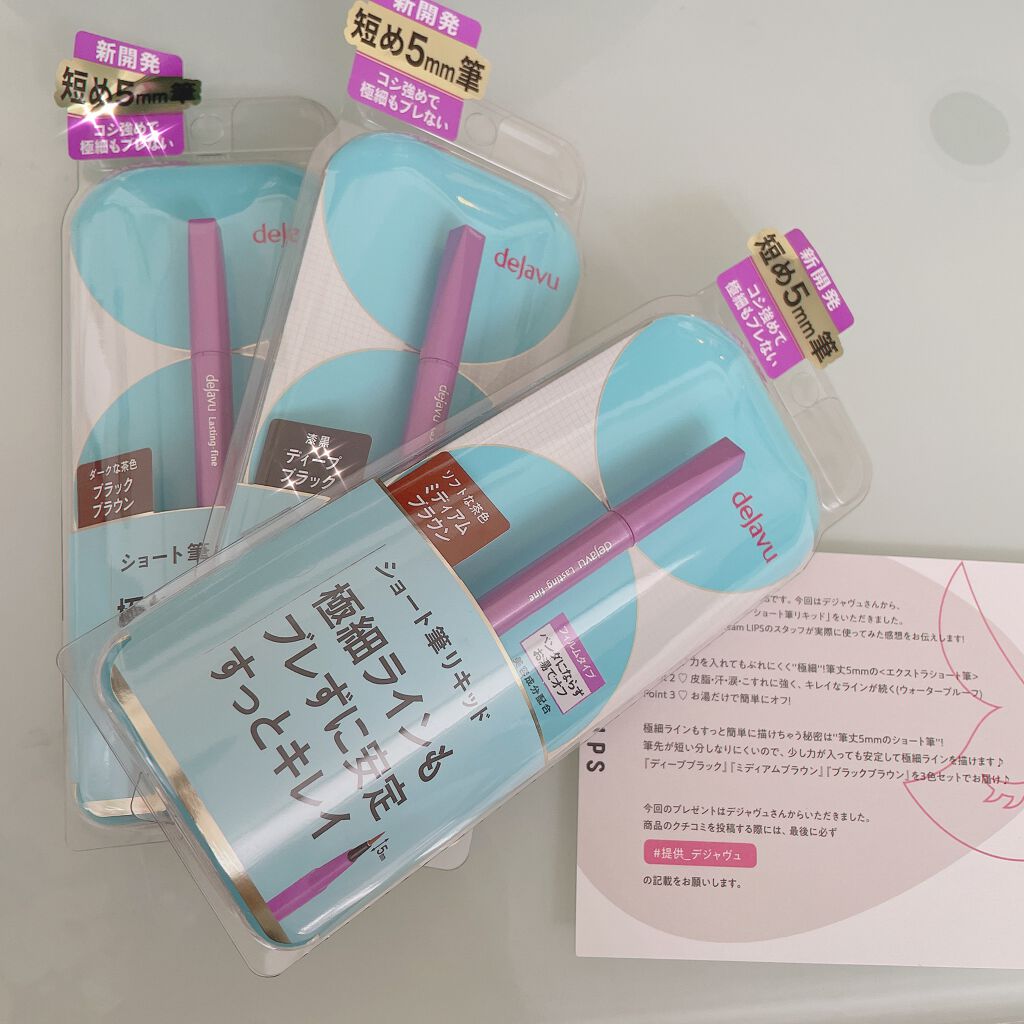 新開発
短め5mm筆
コシ強めで
極細もブレない
deJa
deJavu Lasting-fine
ダークな茶色
ブラック
ブラウン
ショート筆
新開発
短め5mm筆
コシ強めで
極細もブレない
deJavu
deJavu
漆黒
ディープ
ブラック
新開発
短め5mm筆
コシ強めで
極細もブレない
deJavu
deJavu Lasting-fine
ソフトな茶色
ミディアム
ブラウン
フィルムタイプ
パンダにならず
お湯でオフ
美容液成分配合
ショート筆リキッド
極細ラインも
ブレずに安定
すっとキレイ
5mm
です。今回はデジャヴュさんから、
ショート筆リキッド」をいただきました。
eam LIPSのスタッフが実際に使ってみた感想をお伝えします!
力を入れてもぶれにくく"極細"!筆丈5mmの<エクストラショート筆>
2♡ 皮脂・汗・涙・こすれに強く、キレイなラインが続く(ウォータープルーフ)
Point 3♡ お湯だけで簡単にオフ!
極細ラインもすっと簡単に描けちゃう秘密は"筆丈5mmのショート筆"!
筆先が短い分しなりにくいので、少し力が入っても安定して極細ラインを描けます♪
『ディープブラック』『ミディアムブラウン』『ブラックブラウン』を3色セットでお届け♪
今回のプレゼントはデジャヴュさんからいただきました。
商品のクチコミを投稿する際には、最後に必ず
#提供_デジャヴュ
の記載をお願いします。
IPS